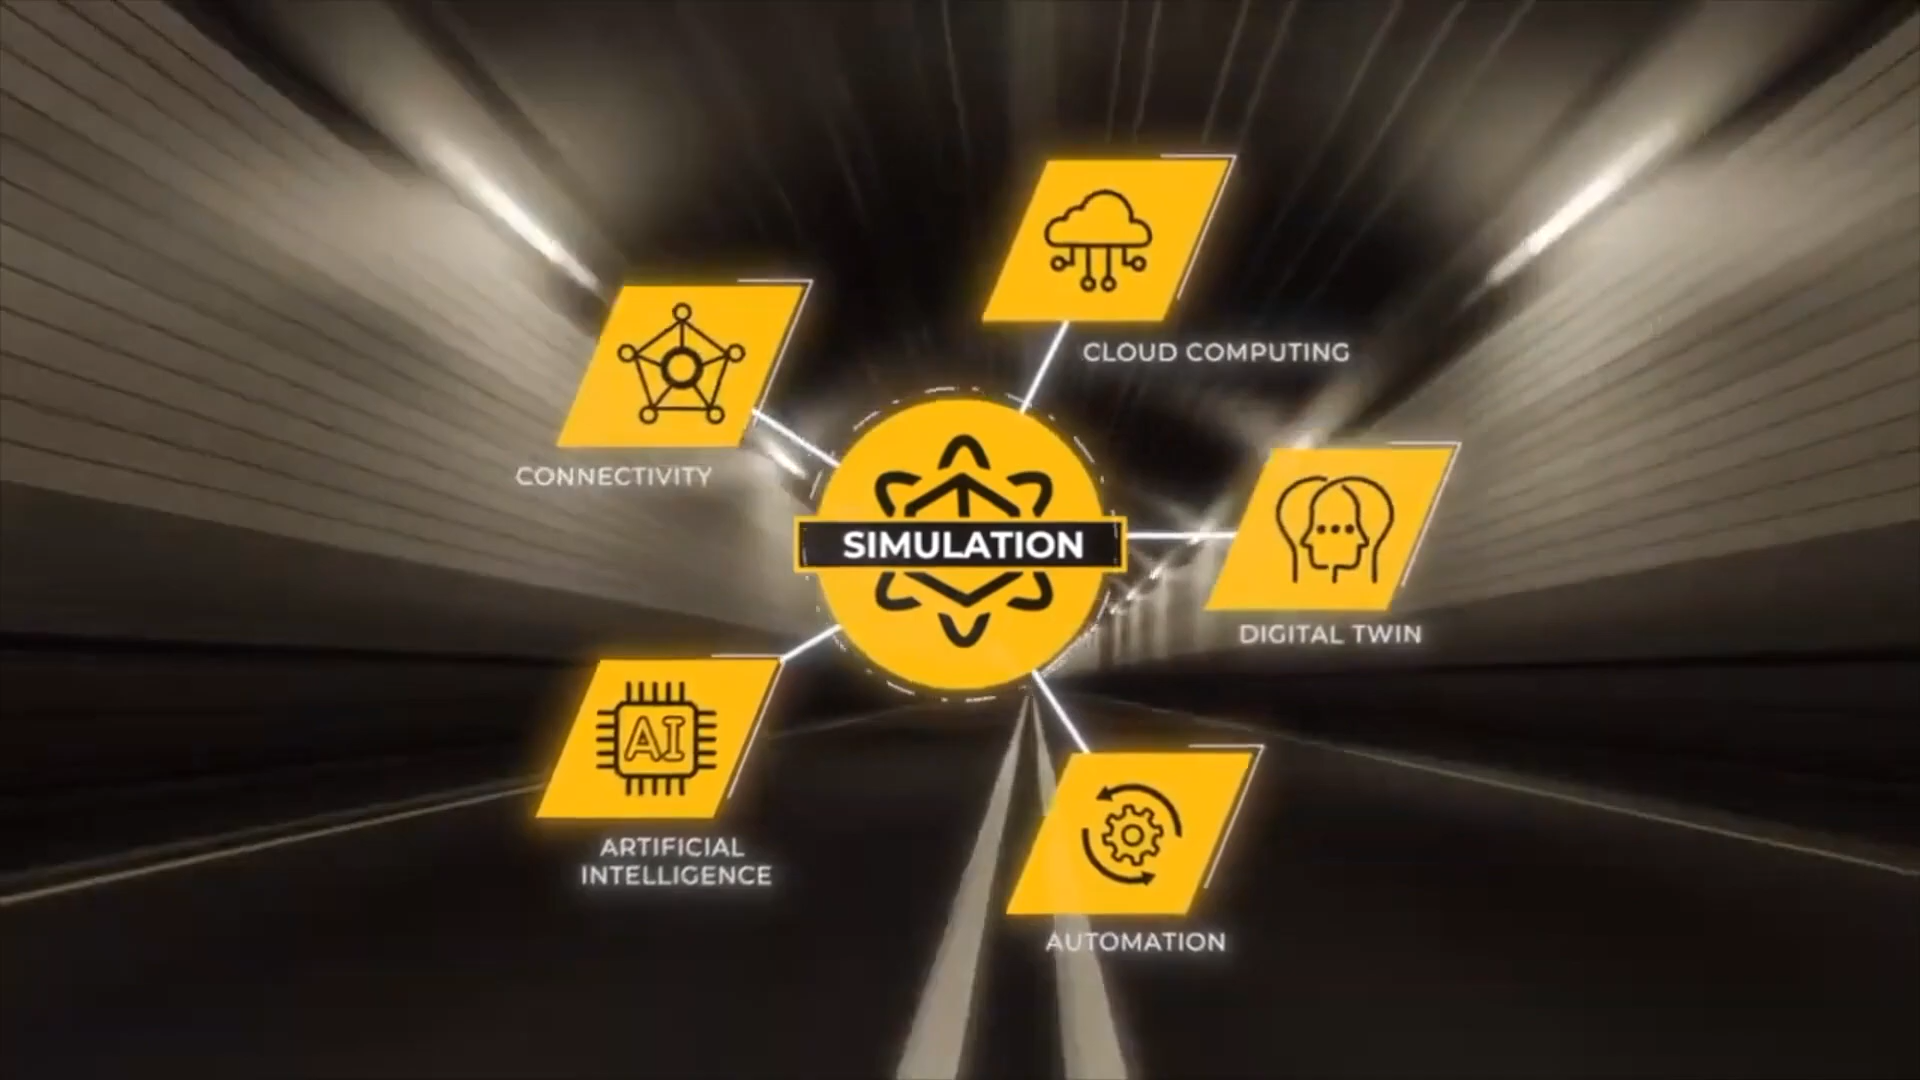 CLOUD COMPUTING
CONNECTIVITY
SIMULATION
DIGITAL TWIN
AI
ARTIFICIAL
INTELLIGENCE
AUTOMATION